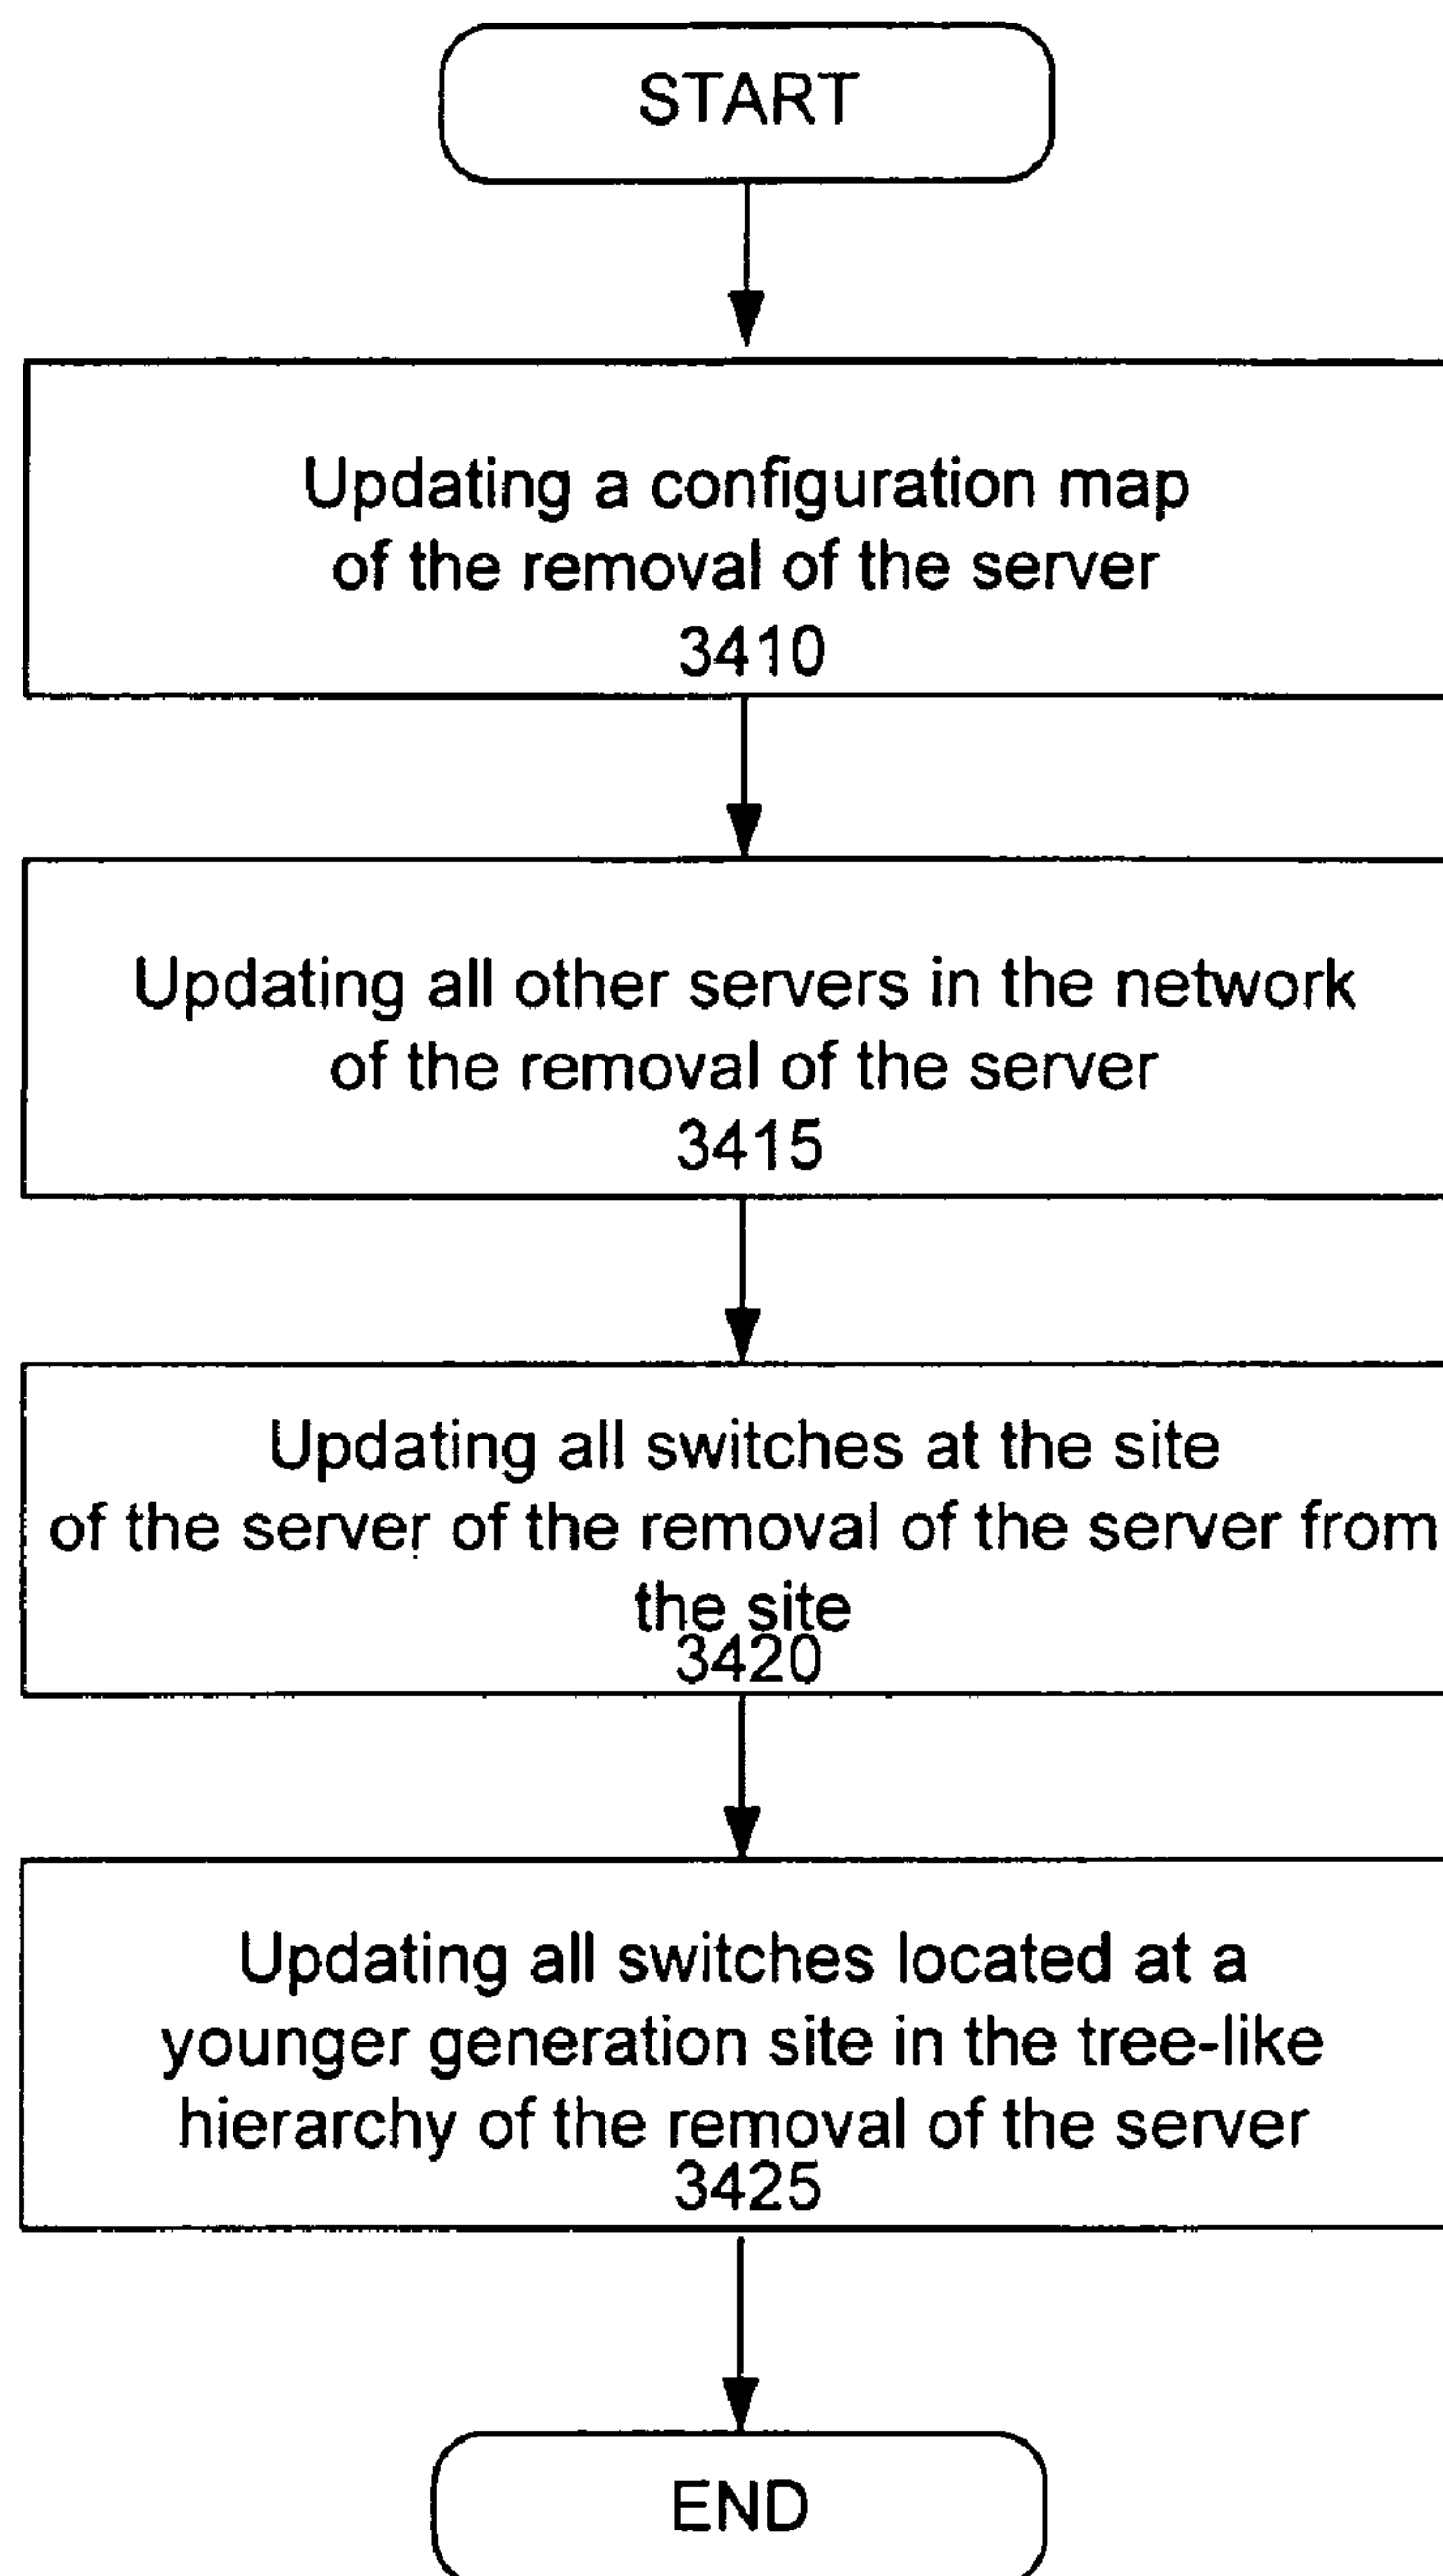 START
Updating a configuration map
of the removal of the server
3410
Updating all other servers in the network
of the removal of the server
3415
Updating all switches at the site
of the server of the removal of the server from
the site
3420
Updating all switches located at a
younger generation site in the tree-like
hierarchy of the removal of the server
3425
END